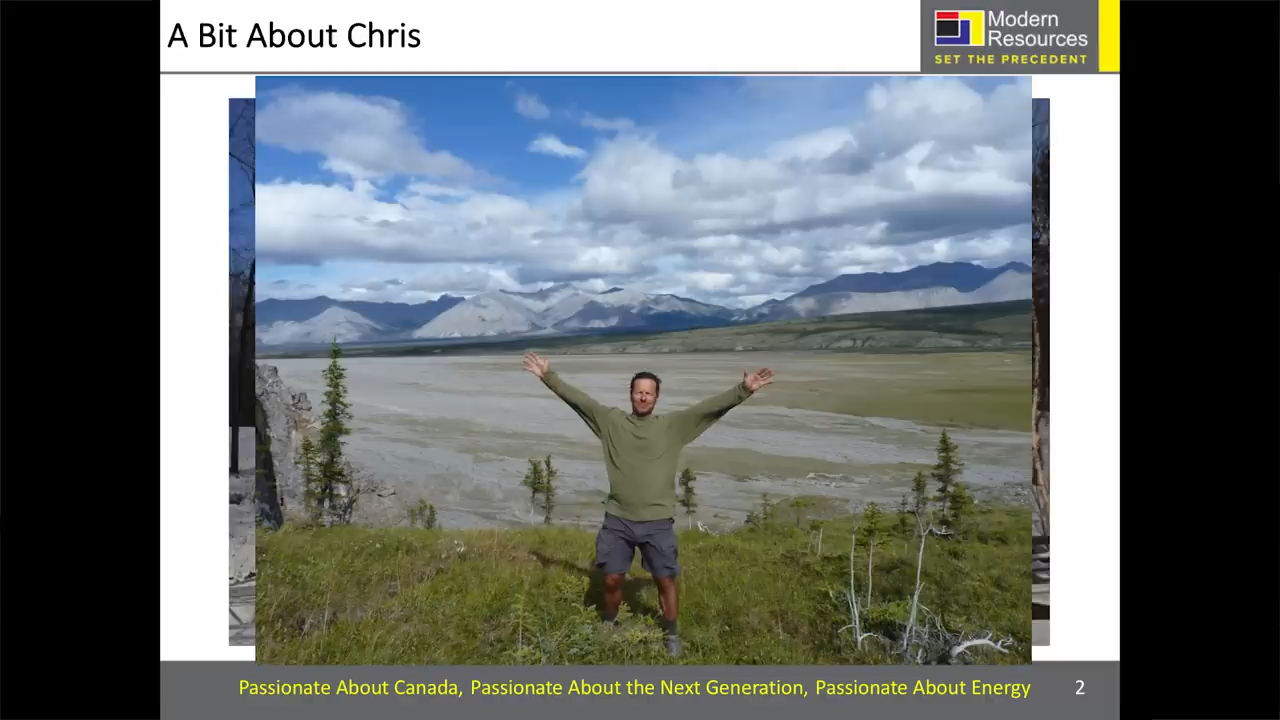 A Bit About Chris
Modern
Resources
SET THE PRECEDENT
Passionate About Canada, Passionate About the Next Generation, Passionate About Energy
2